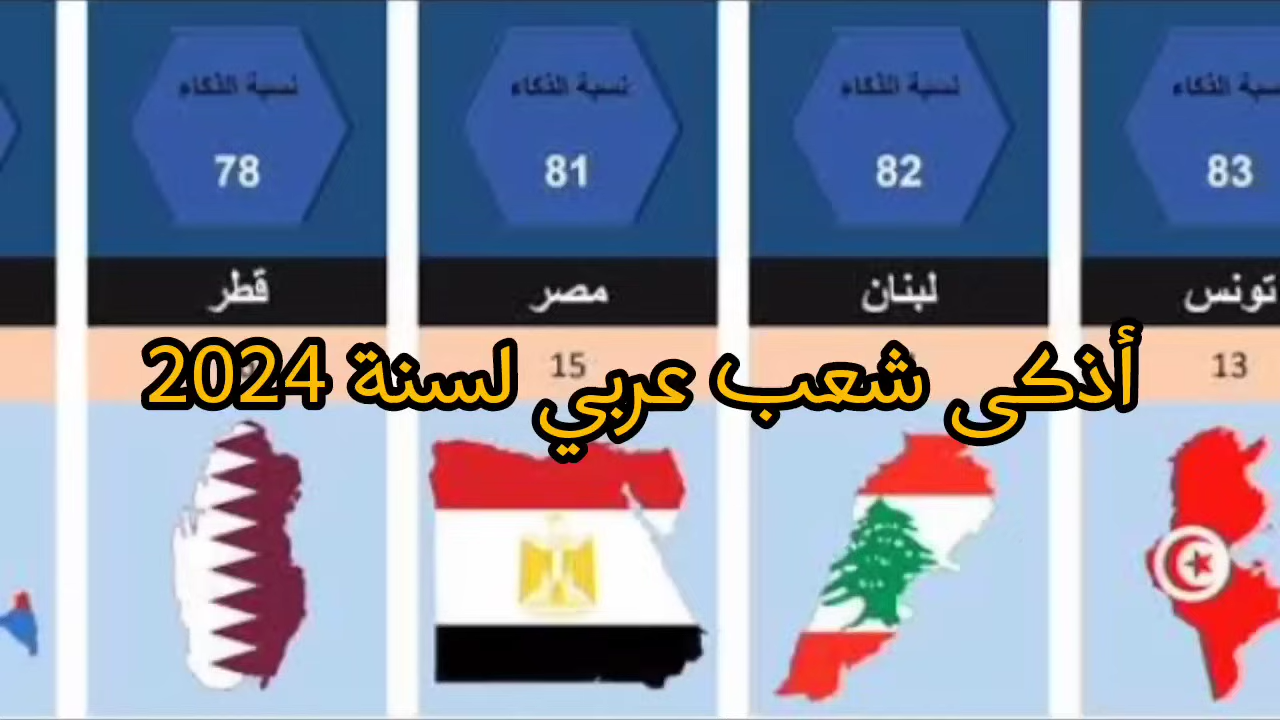 نسبة الذكاء
78
قطر
نسبة الذكاء
81
مصر
15
نسبة الذكاء
82
لبنان
نسبة الذكاء
83
تونس
13
أذكى شعب عربي لسنة 2024